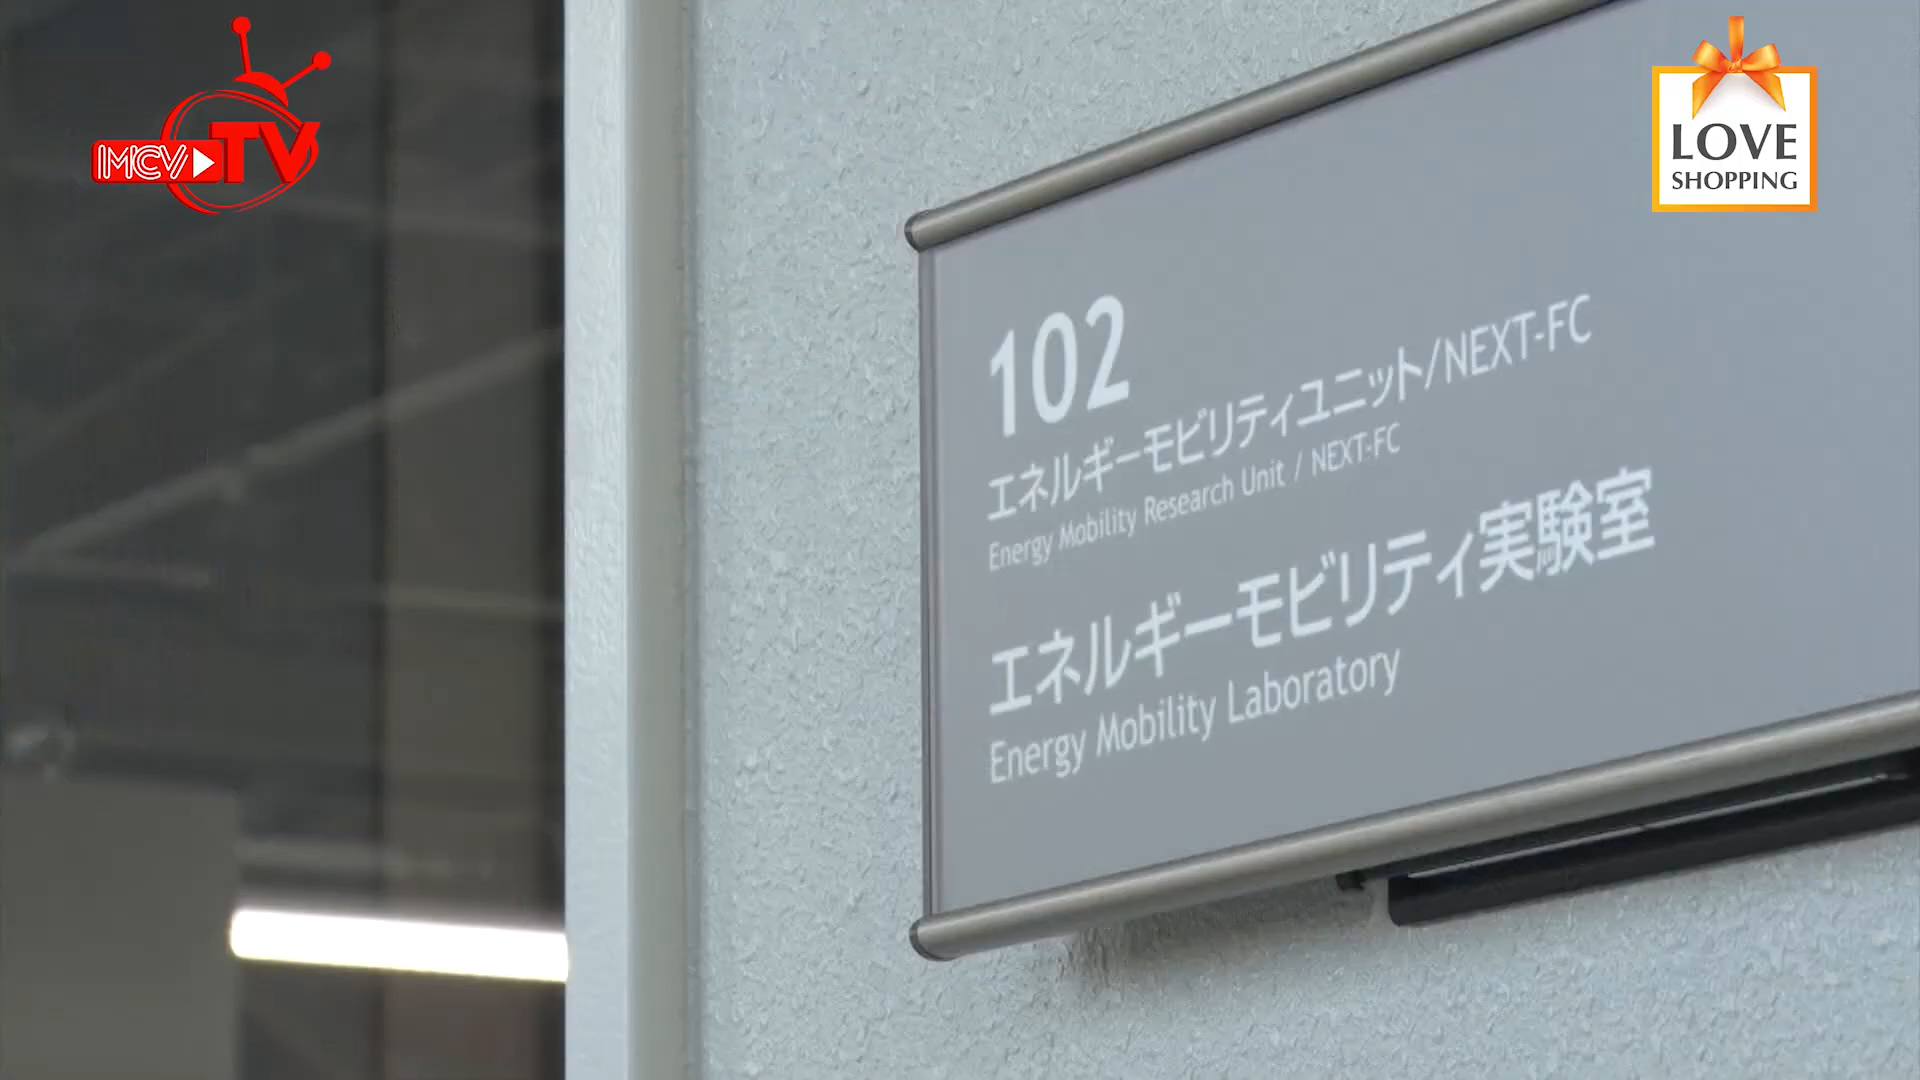 IMCV TV
LOVE
SHOPPING
102
エネルギーモビリティユニット/NEXT-FC
Energy Mobility Research Unit / NEXT-FC
エネルギーモビリティ実験室
Energy Mobility Laboratory